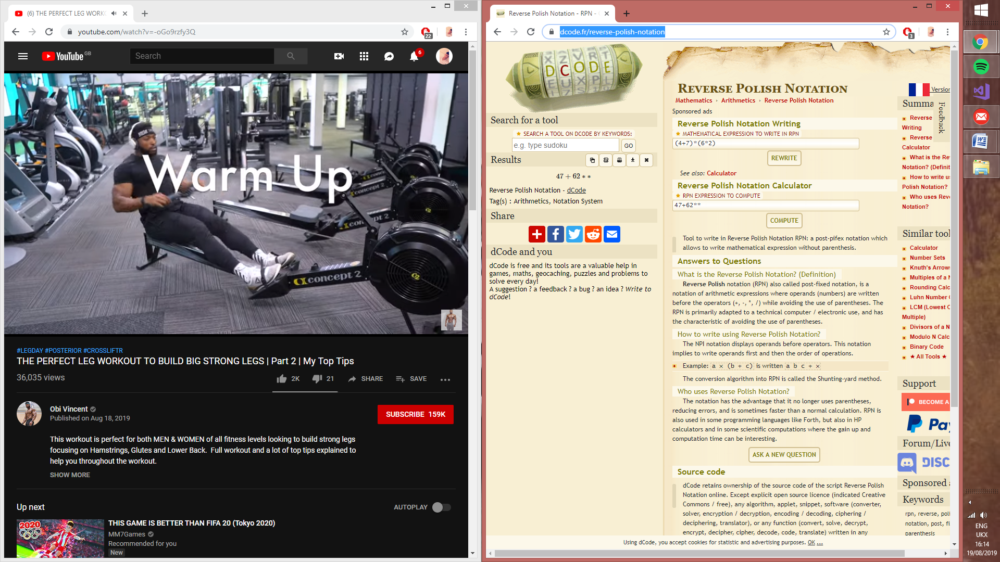 (6) THE PERFECT LEG WORKO
youtube.com/watch?v=-oGo9rzfy3Q
22
YouTube GB
Search
6
Warm Up
concept 2
#LEGDAY #POSTERIOR #CROSSLIFTR
THE PERFECT LEG WORKOUT TO BUILD BIG STRONG LEGS | Part 2 | My Top Tips
36,035 views
2K 21 SHARE SAVE
Obi Vincent
Published on Aug 18, 2019
SUBSCRIBE 159K
This workout is perfect for both MEN & WOMEN of all fitness levels looking to build strong legs
focusing on Hamstrings, Glutes and Lower Back. Full workout and a lot of top tips explained to
help you throughout the workout.
SHOW MORE
Up next
AUTOPLAY
2020
THIS GAME IS BETTER THAN FIFA 20 (Tokyo 2020)
MM7Games
Recommended for you
New
Reverse Polish Notation - RPN -
dcode.fr/reverse-polish-notation
3
DCODE
Search for a tool
★ SEARCH A TOOL ON DCODE BY KEYWORDS:
e.g. type sudoku
GO
Results
47 + 62 * *
Reverse Polish Notation - dCode
Tag(s) : Arithmetics, Notation System
Share
dCode and you
dCode is free and its tools are a valuable help in
games, maths, geocaching, puzzles and problems to
solve every day!
A suggestion ? a feedback ? a bug ? an idea ? Write to
dCode!
REVERSE POLISH NOTATION
Mathematics › Arithmetics › Reverse Polish Notation
Sponsored ads
Reverse Polish Notation Writing
★ MATHEMATICAL EXPRESSION TO WRITE IN RPN
(4+7)*(6*2)
REWRITE
See also: Calculator
Reverse Polish Notation Calculator
★ RPN EXPRESSION TO COMPUTE
47+62**
COMPUTE
Tool to write in Reverse Polish Notation RPN: a post-pifex notation which
allows to write mathematical expression without parenthesis.
Answers to Questions
What is the Reverse Polish Notation? (Definition)
Reverse Polish notation (RPN) also called post-fixed notation, is a
notation of arithmetic expressions where operands (numbers) are written
before the operators (+, -, *, /) while avoiding the use of parentheses. The
RPN is primarily adapted to a technical computer / electronic use, and has
the characteristic of avoiding the use of parentheses.
How to write using Reverse Polish Notation?
The NPI notation displays operands before operators. This notation
implies to write operands first and then the order of operations.
Example: a × (b + c) is written a b c + ×
The conversion algorithm into RPN is called the Shunting-yard method.
Who uses Reverse Polish Notation?
The notation has the advantage that it no longer uses parentheses,
reducing errors, and is sometimes faster than a normal calculation. RPN is
also used in some programming languages like Forth, but also in HP
calculators and in some scientific computations where the gain up and
computation time can be interesting.
ASK A NEW QUESTION
Source code
dCode retains ownership of the source code of the script Reverse Polish
Notation online. Except explicit open source licence (indicated Creative
Commons / free), any algorithm, applet, snippet, software (converter,
solver, encryption / decryption, encoding / decoding, ciphering /
deciphering, translator), or any function (convert, solve, decrypt,
encrypt, decipher, cipher, decode, code, translate) written in any
Using dCode, you accept cookies for statistic and advertising purposes. OK ...
Version
Summa
Feedback
Reverse
Writing
Reverse
Calculator
What is the Re
Notation? (Definit
How to write u
Polish Notation?
Who uses Rev
Notation?
Similar tool
Calculator
Number Sets
Knuth's Arrow
Multiples of a N
Rounding Calc
Luhn Number
LCM (Lowest C
Multiple)
Divisors of a N
Modulo N Calc
Binary Code
★ All Tools ★
Support
BECOME A
Pay
Forum/Live
DISC
Sponsored a
Keywords
rpn, reverse, poli
notation, post, fi
parenthesis
ENG
UKX
16:14
19/08/2019